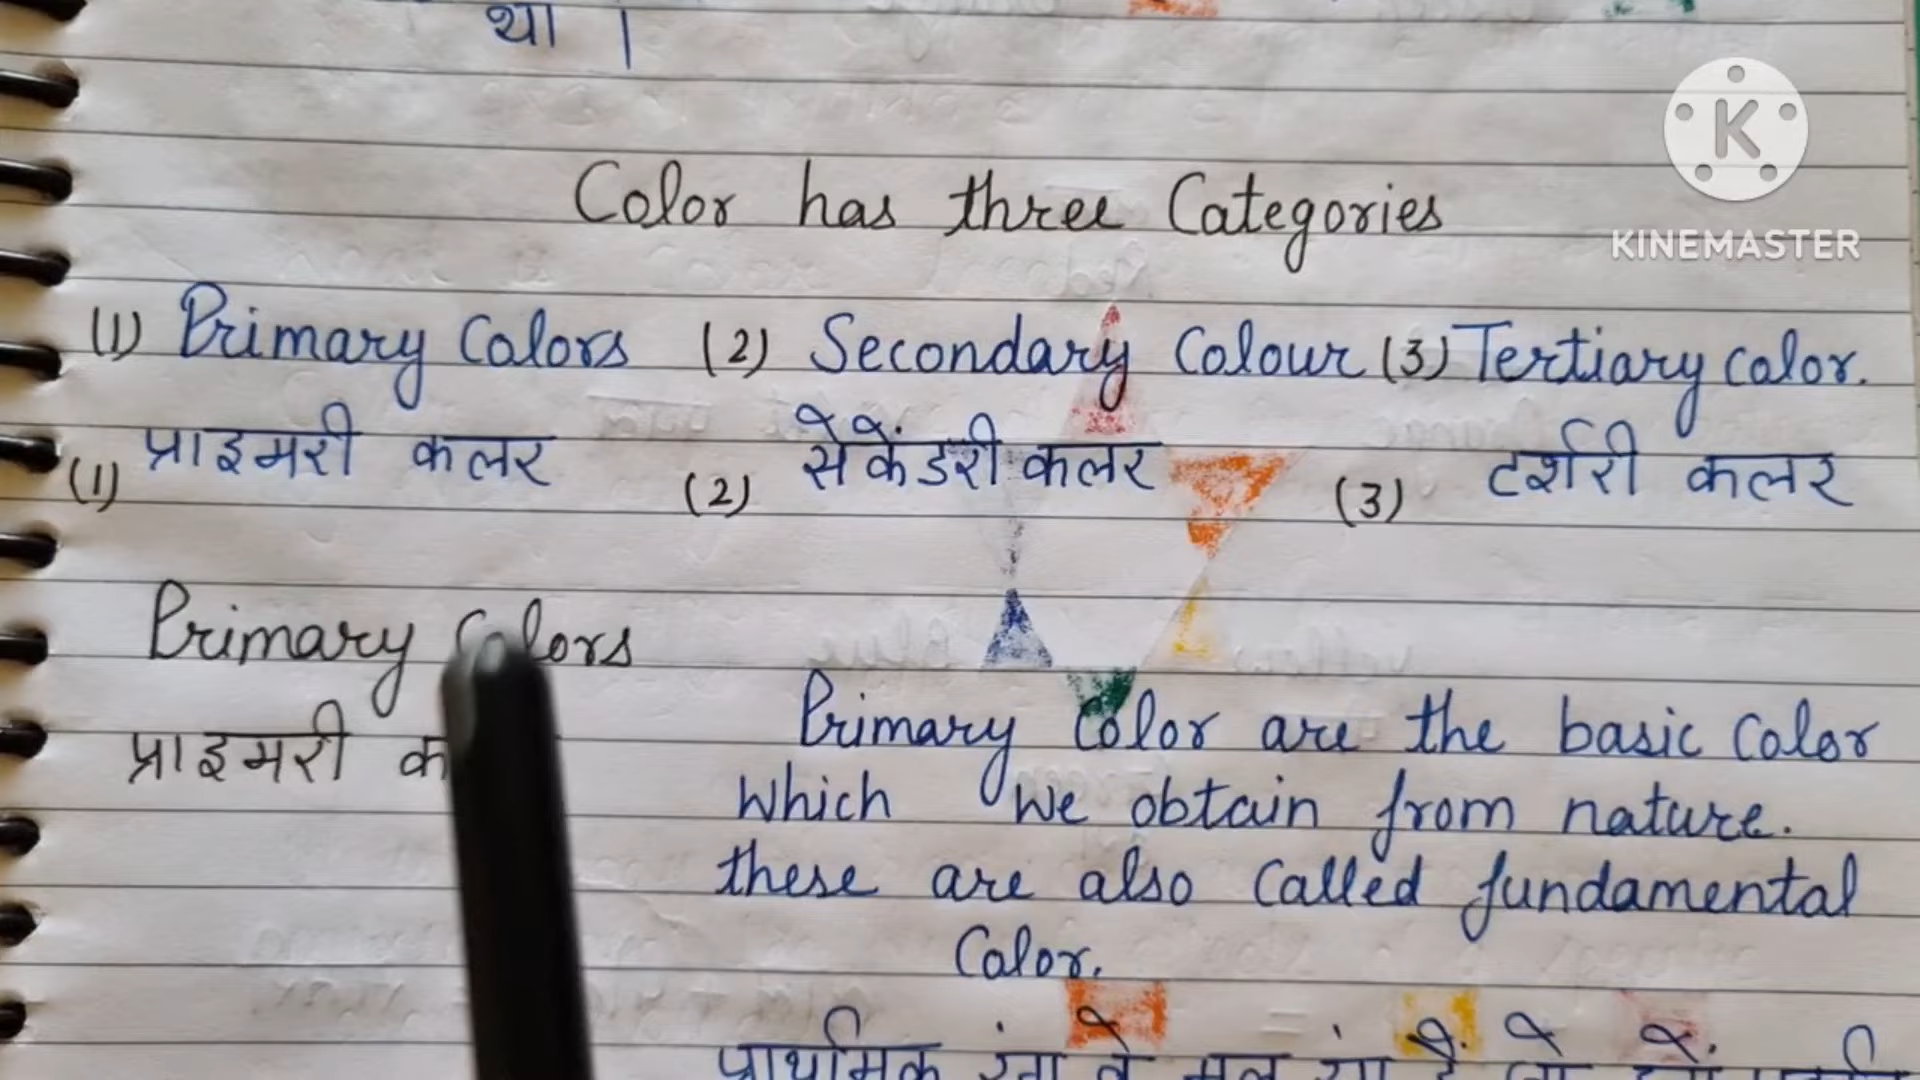 था ।
Color has three Categories
(1) Primary Colors (2) Secondary Colour (3) Tertiary color.
(1) प्राइमरी कलर (2) सेकेंडरी कलर (3) टर्शरी कलर
Primary Colors
प्राइमरी क
Primary Color are the basic Color
which we obtain from nature.
these are also Called fundamental
Color.
प्राथमिक रंग वे मूल रंग हैं जो
K
KINEMASTER